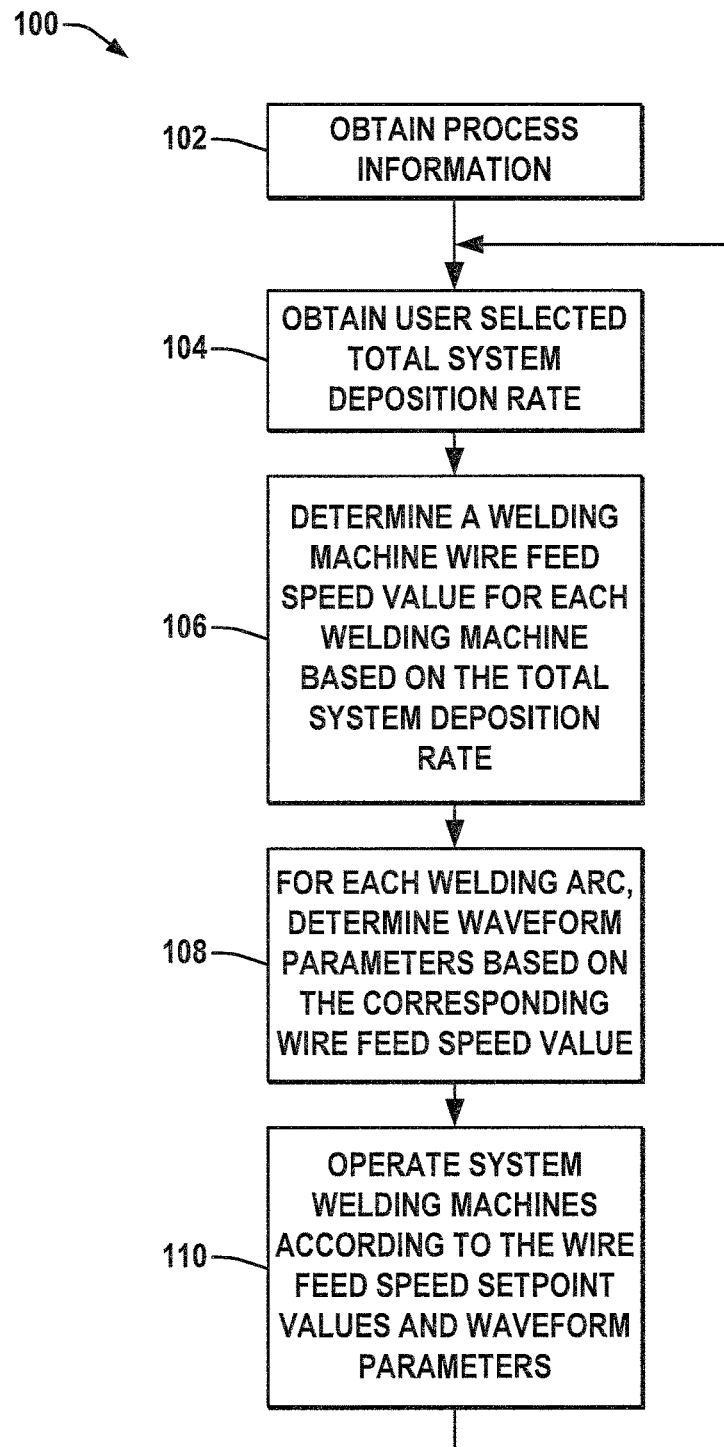 100
102
OBTAIN PROCESS
INFORMATION
104
OBTAIN USER SELECTED
TOTAL SYSTEM
DEPOSITION RATE
106
DETERMINE A WELDING
MACHINE WIRE FEED
SPEED VALUE FOR EACH
WELDING MACHINE
BASED ON THE TOTAL
SYSTEM DEPOSITION
RATE
108
FOR EACH WELDING ARC,
DETERMINE WAVEFORM
PARAMETERS BASED ON
THE CORRESPONDING
WIRE FEED SPEED VALUE
110
OPERATE SYSTEM
WELDING MACHINES
ACCORDING TO THE WIRE
FEED SPEED SETPOINT
VALUES AND WAVEFORM
PARAMETERS